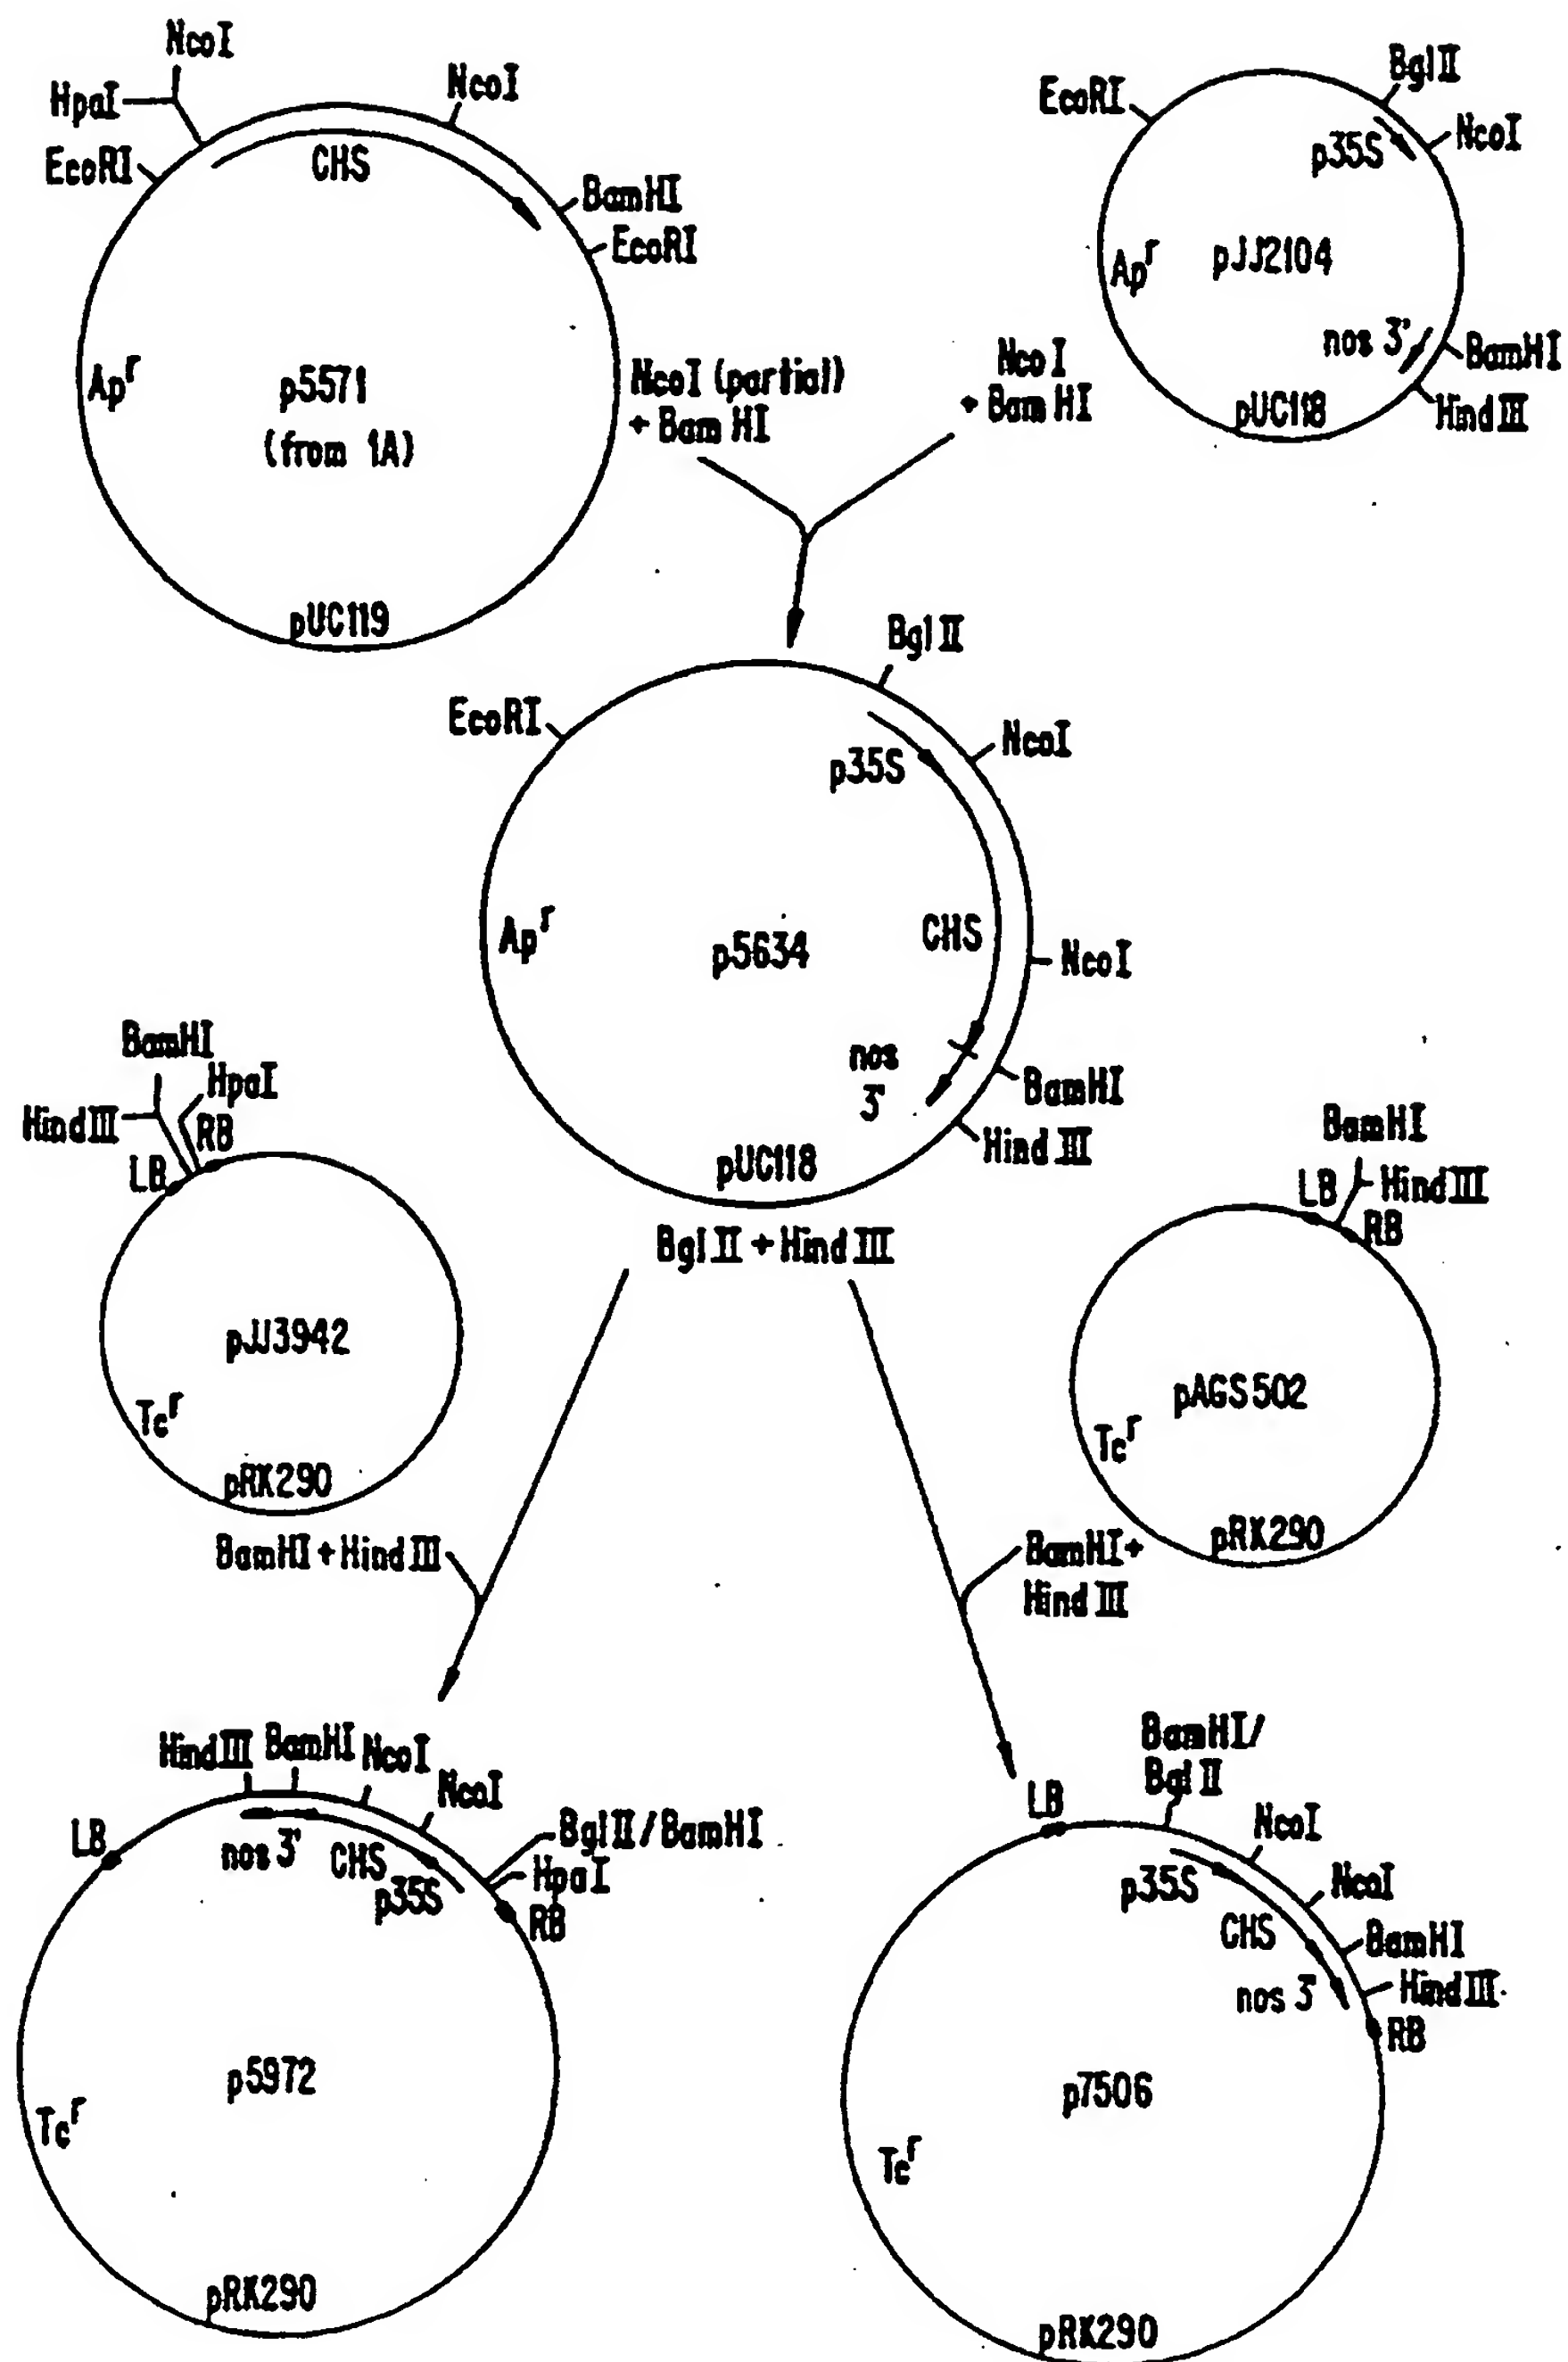 NcoI
HpaI
NcoI
EcoRI
CHS
BamHI
EcoRI
Apʳ
p5571
(from 1A)
pUC119
NcoI (partial)
+ Bam HI
EcoRI
BglII
p35S
NcoI
Apʳ
pJJ2104
nos 3'
BamHI
HindIII
pUC118
NcoI
+ Bam HI
BglII
EcoRI
NcoI
p35S
Apʳ
p5634
CHS
NcoI
nos
3'
BamHI
Hind III
pUC118
Bgl II + Hind III
BamHI
HpaI
HindIII
RB
LB
pJJ3942
Tcʳ
pRK290
BamHI + Hind III
BamHI
LB
HindIII
RB
pAGS502
Tcʳ
pRK290
BamHI+
Hind III
HindIII
BamHI
NcoI
NcoI
LB
nos 3'
CHS
p35S
BglII/BamHI
HpaI
RB
p5972
Tcʳ
pRK290
BamHI/
BglII
LB
NcoI
p35S
NcoI
CHS
BamHI
nos 3'
HindIII
RB
p7506
Tcʳ
pRK290